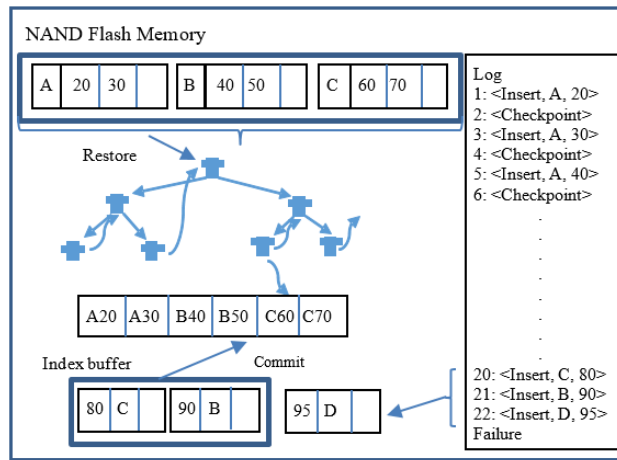 NAND Flash Memory
A 20 30
B 40 50
C 60 70
Restore
A20 A30 B40 B50 C60 C70
Index buffer
Commit
80 C
90 B
95 D
Log
1: <Insert, A, 20>
2: <Checkpoint>
3: <Insert, A, 30>
4: <Checkpoint>
5: <Insert, A, 40>
6: <Checkpoint>
.
.
.
.
.
.
.
20: <Insert, C, 80>
21: <Insert, B, 90>
22: <Insert, D, 95>
Failure